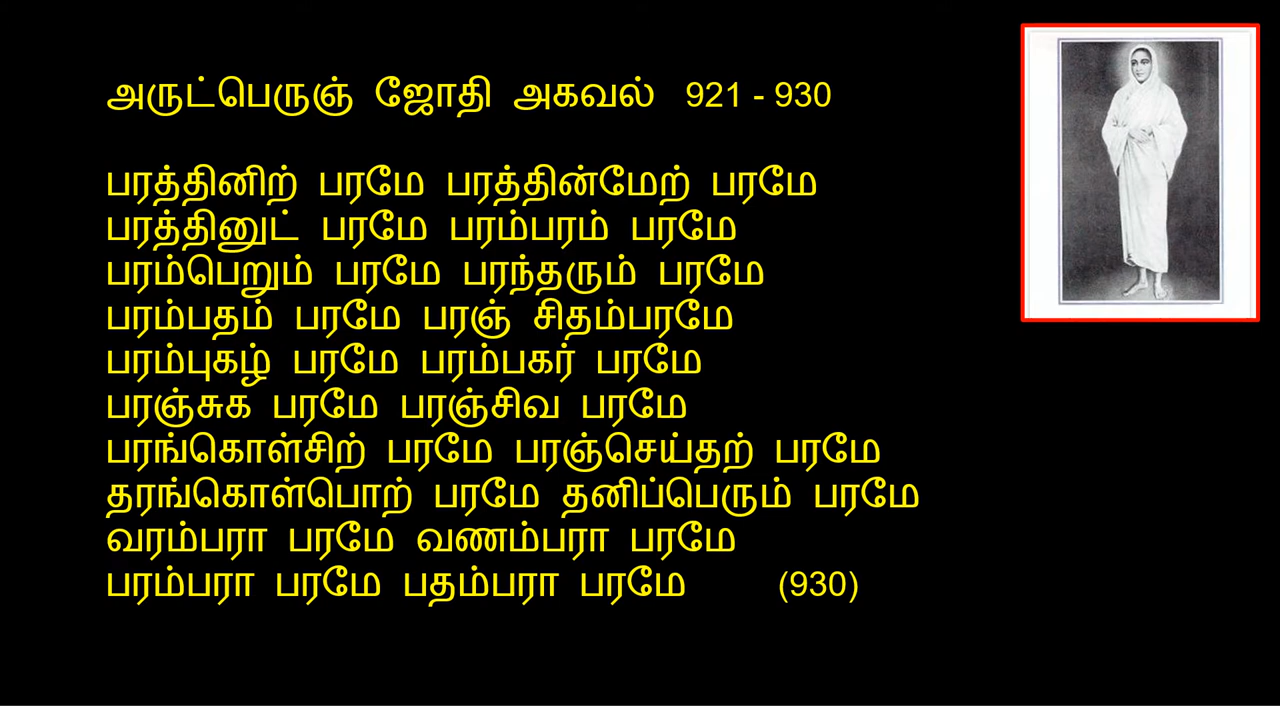 அருட்பெருஞ் ஜோதி அகவல் 921 - 930
பரத்தினிற் பரமே பரத்தின்மேற் பரமே
பரத்தினுட் பரமே பரம்பரம் பரமே
பரம்பெறும் பரமே பரந்தரும் பரமே
பரம்பதம் பரமே பரஞ் சிதம்பரமே
பரம்புகழ் பரமே பரம்பகர் பரமே
பரஞ்சுக பரமே பரஞ்சிவ பரமே
பரங்கொள்சிற் பரமே பரஞ்செய்தற் பரமே
தரங்கொள்பொற் பரமே தனிப்பெரும் பரமே
வரம்பரா பரமே வணம்பரா பரமே
பரம்பரா பரமே பதம்பரா பரமே (930)